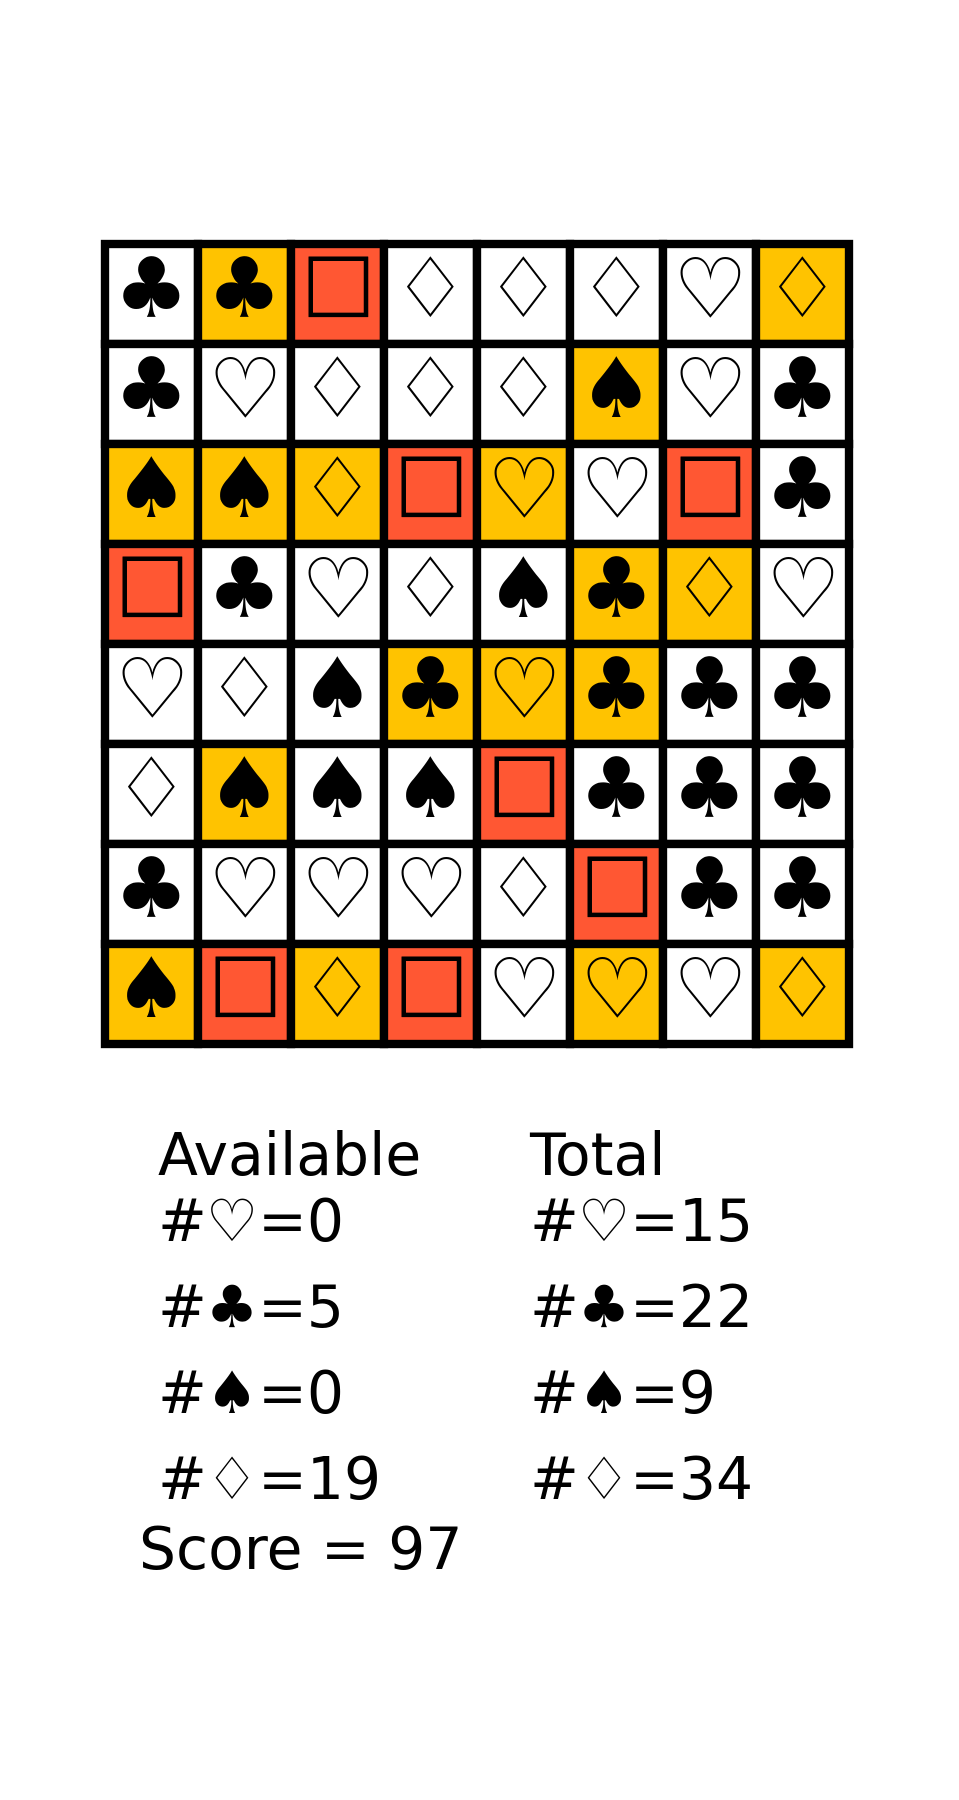 ♣ ♣ □ ♢ ♢ ♢ ♡ ♢
♣ ♡ ♢ ♢ ♢ ♠ ♡ ♣
♠ ♠ ♢ □ ♡ ♡ □ ♣
□ ♣ ♡ ♢ ♠ ♣ ♢ ♡
♡ ♢ ♠ ♣ ♡ ♣ ♣ ♣
♢ ♠ ♠ ♠ □ ♣ ♣ ♣
♣ ♡ ♡ ♡ ♢ □ ♣ ♣
♠ □ ♢ □ ♡ ♡ ♡ ♢
Available Total
#♡=0 #♡=15
#♣=5 #♣=22
#♠=0 #♠=9
#♢=19 #♢=34
Score = 97